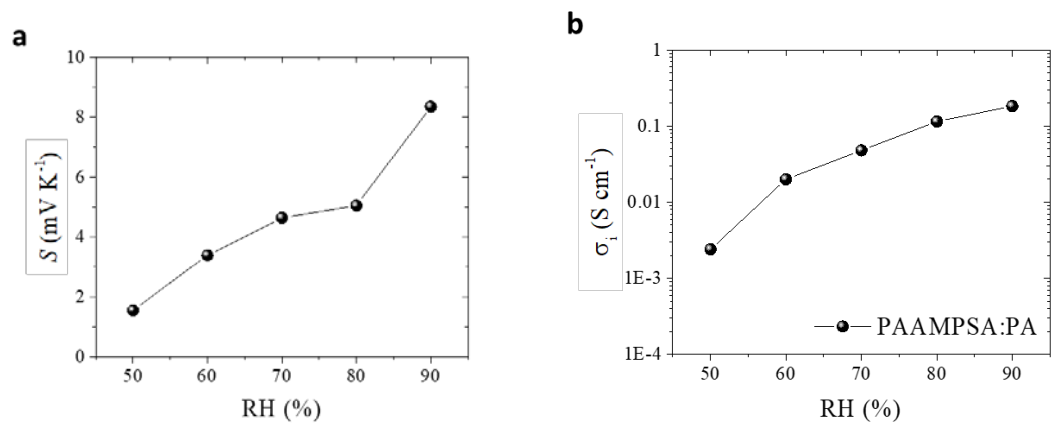 a
10
8
6
4
2
0
S (mV K-1)
50 60 70 80 90
RH (%)
b
1
0.1
0.01
1E-3
1E-4
σi (S cm-1)
PAAMPSA:PA
50 60 70 80 90
RH (%)